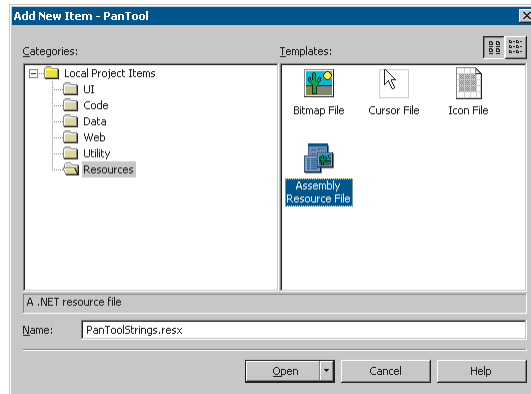 Add New Item - PanTool
Categories:
Templates:
Local Project Items
UI
Code
Data
Web
Utility
Resources
Bitmap File
Cursor File
Icon File
Assembly
Resource File
A .NET resource file
Name:
PanToolStrings.resx
Open
Cancel
Help